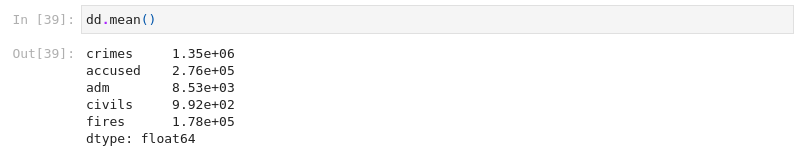 In [39]: dd.mean()
Out[39]: crimes 1.35e+06
accused 2.76e+05
adm 8.53e+03
civils 9.92e+02
fires 1.78e+05
dtype: float64